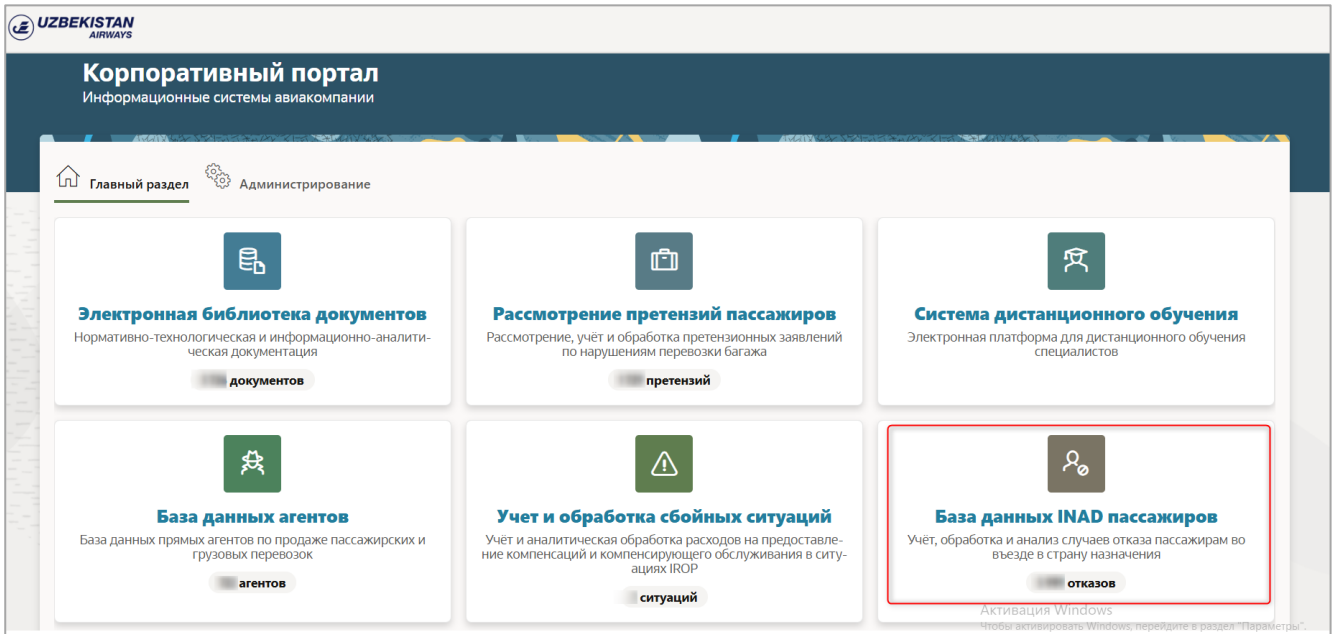 UZBEKISTAN
AIRWAYS
Корпоративный портал
Информационные системы авиакомпании
Главный раздел
Администрирование
Электронная библиотека документов
Нормативно-технологическая и информационно-аналити-
ческая документация
документов
Рассмотрение претензий пассажиров
Рассмотрение, учёт и обработка претензионных заявлений
по нарушениям перевозки багажа
претензий
Система дистанционного обучения
Электронная платформа для дистанционного обучения
специалистов
База данных агентов
База данных прямых агентов по продаже пассажирских и
грузовых перевозок
агентов
Учет и обработка сбойных ситуаций
Учёт и аналитическая обработка расходов на предоставле-
ние компенсаций и компенсирующего обслуживания в ситу-
ациях IROP
ситуаций
База данных INAD пассажиров
Учёт, обработка и анализ случаев отказа пассажирам во
въезде в страну назначения
отказов
Активация Windows
Чтобы активировать Windows, перейдите в раздел "Параметры".